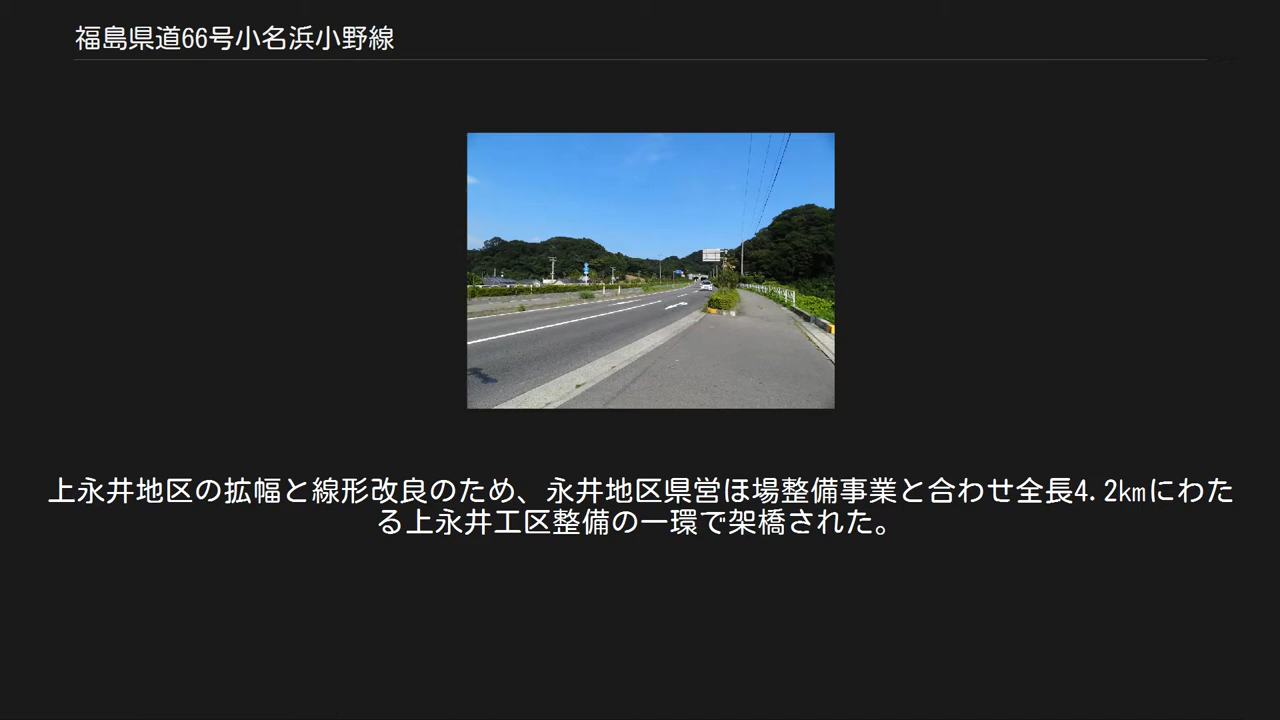 福島県道66号小名浜小野線
上永井地区の拡幅と線形改良のため、永井地区県営ほ場整備事業と合わせ全長4.2kmにわた
る上永井工区整備の一環で架橋された。